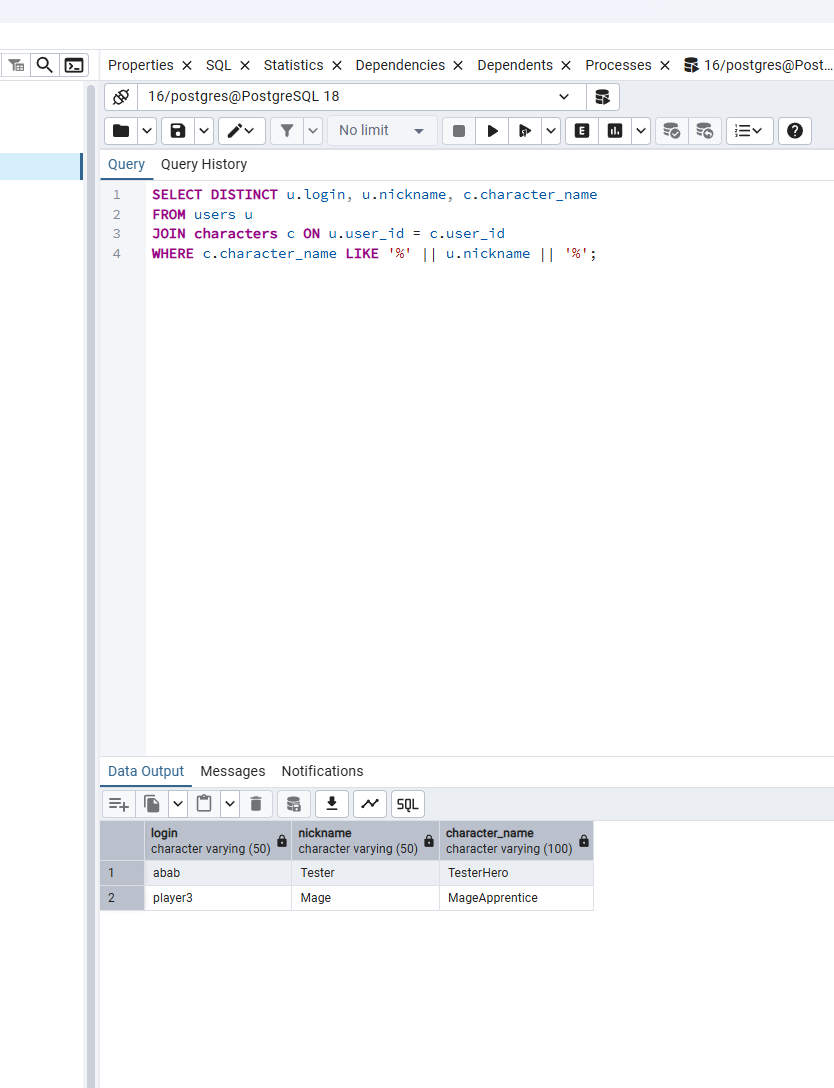 Properties SQL Statistics Dependencies Dependents Processes 16/postgres@Post...
16/postgres@PostgreSQL 18
No limit
E
Query Query History
1 SELECT DISTINCT u.login, u.nickname, c.character_name
2 FROM users u
3 JOIN characters c ON u.user_id = c.user_id
4 WHERE c.character_name LIKE '%' || u.nickname || '%';
Data Output Messages Notifications
SQL
login nickname character_name
character varying (50) character varying (50) character varying (100)
1 abab Tester TesterHero
2 player3 Mage MageApprentice